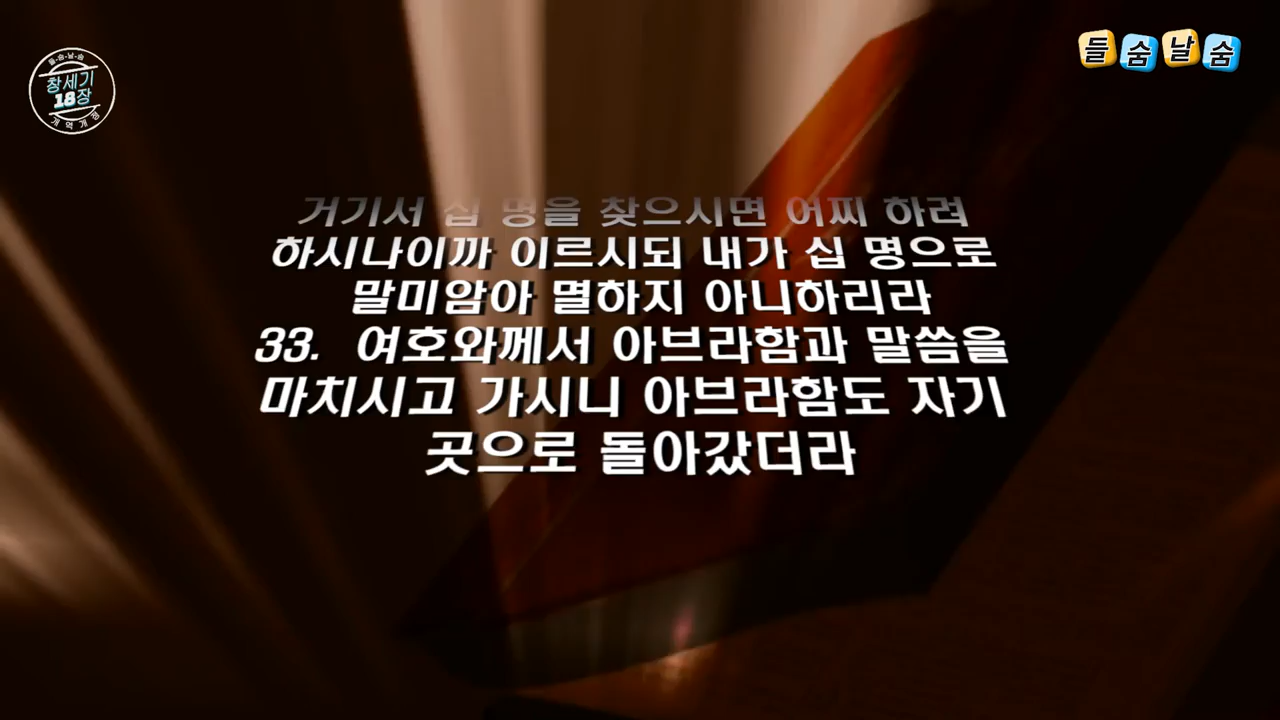 들·숨·날·숨
창세기
18장
개역개정
들숨날숨
거기서 십 명을 찾으시면 어찌 하려
하시나이까 이르시되 내가 십 명으로
말미암아 멸하지 아니하리라
33. 여호와께서 아브라함과 말씀을
마치시고 가시니 아브라함도 자기
곳으로 돌아갔더라